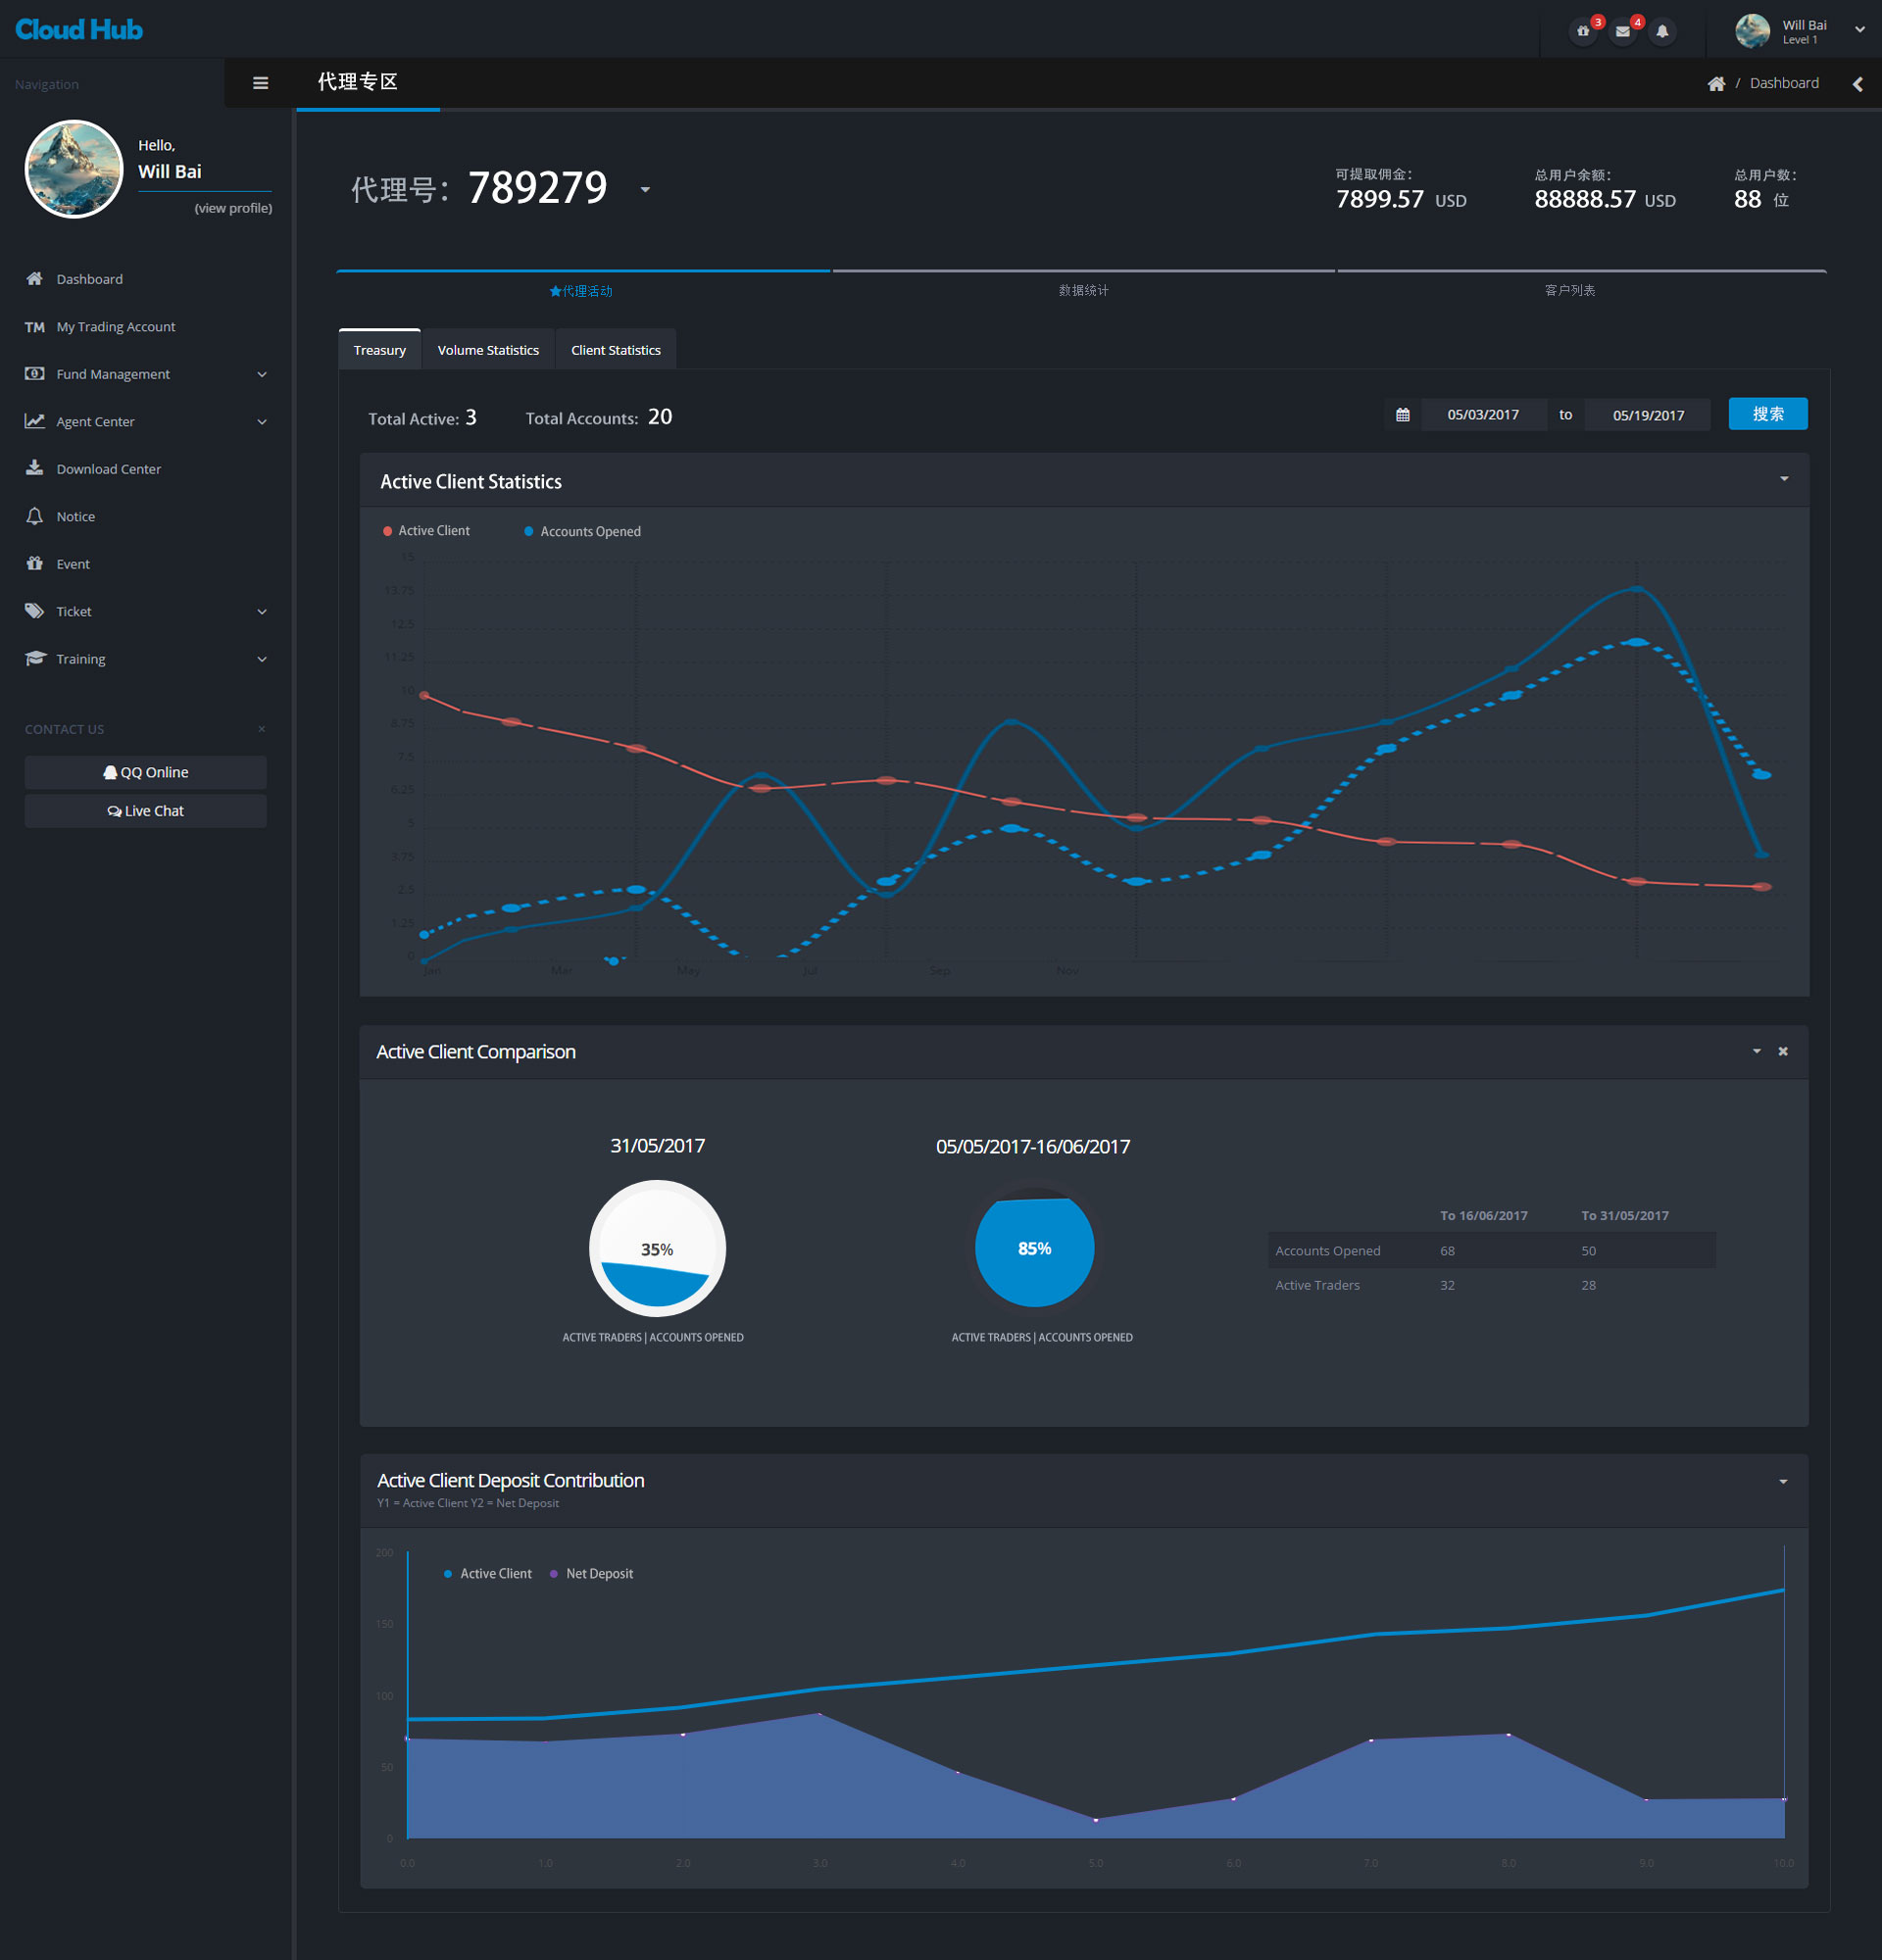 Cloud Hub
3
4
Will Bai
Level 1
Navigation
代理专区
/ Dashboard
Hello,
Will Bai
(view profile)
代理号：789279
可提取佣金：
7899.57 USD
总用户余额：
88888.57 USD
总用户数：
88 位
Dashboard
TM My Trading Account
Fund Management
Agent Center
Download Center
Notice
Event
Ticket
Training
CONTACT US ×
QQ Online
Live Chat
代理活动
数据统计
客户列表
Treasury
Volume Statistics
Client Statistics
Total Active: 3
Total Accounts: 20
05/03/2017 to 05/19/2017
搜索
Active Client Statistics
Active Client
Accounts Opened
15
13.75
12.5
11.25
10
8.75
7.5
6.25
5
3.75
2.5
1.25
0
Jan Mar May Jul Sep Nov
Active Client Comparison
31/05/2017
35%
ACTIVE TRADERS | ACCOUNTS OPENED
05/05/2017-16/06/2017
85%
ACTIVE TRADERS | ACCOUNTS OPENED
To 16/06/2017 To 31/05/2017
Accounts Opened 68 50
Active Traders 32 28
Active Client Deposit Contribution
Y1 = Active Client Y2 = Net Deposit
Active Client
Net Deposit
200
150
100
50
0
0.0 1.0 2.0 3.0 4.0 5.0 6.0 7.0 8.0 9.0 10.0